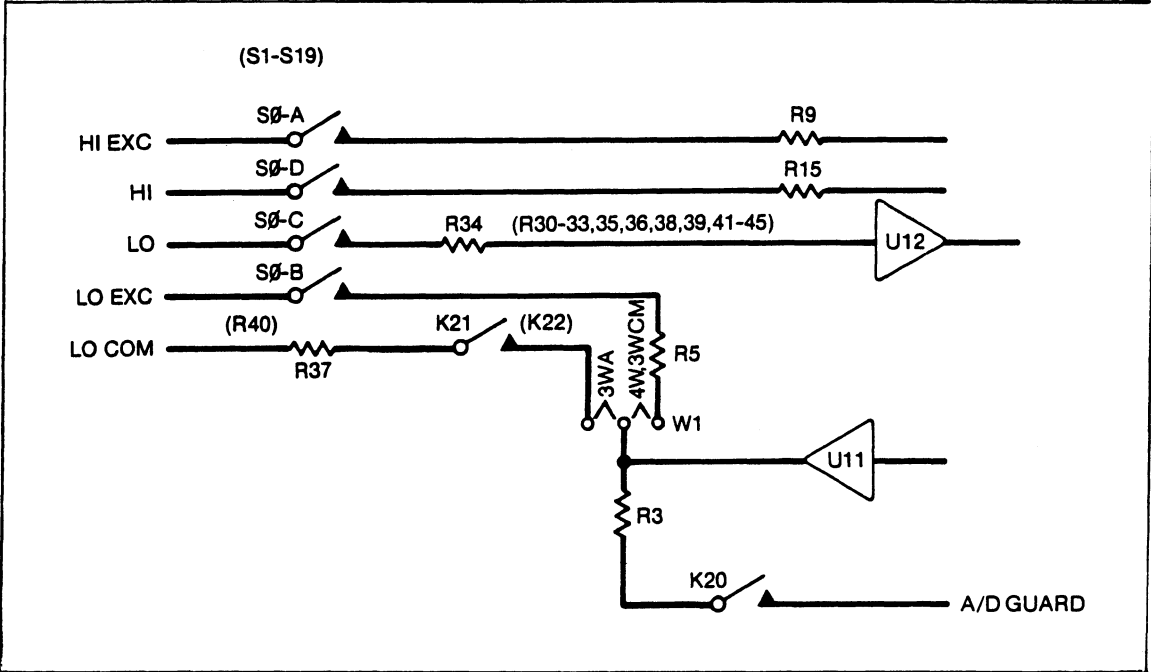 (S1-S19)
HI EXC
SØ-A
R9
HI
SØ-D
R15
LO
SØ-C
R34
(R30-33,35,36,38,39,41-45)
U12
LO EXC
SØ-B
LO COM
(R40)
R37
K21
(K22)
3WA
4W,3WCM
R5
W1
U11
R3
K20
A/D GUARD